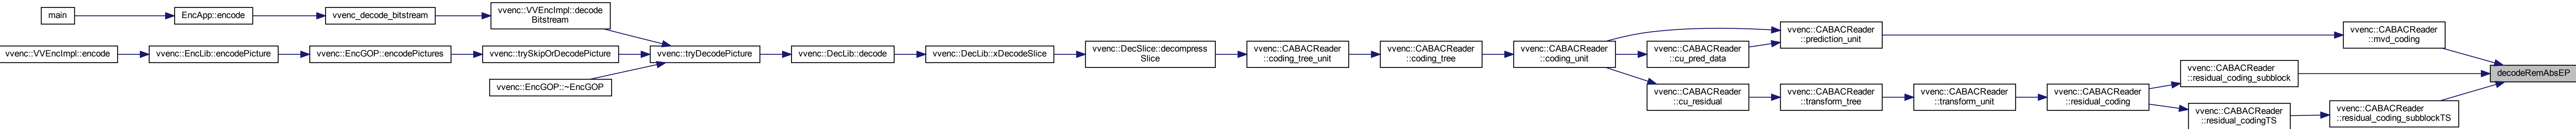 main
EncApp::encode
vvenc_decode_bitstream
vvenc::VVEncImpl::decode
Bitstream
vvenc::VVEncImpl::encode
vvenc::EncLib::encodePicture
vvenc::EncGOP::encodePictures
vvenc::trySkipOrDecodePicture
vvenc::EncGOP::~EncGOP
vvenc::tryDecodePicture
vvenc::DecLib::decode
vvenc::DecLib::xDecodeSlice
vvenc::DecSlice::decompress
Slice
vvenc::CABACReader
::coding_tree_unit
vvenc::CABACReader
::coding_tree
vvenc::CABACReader
::coding_unit
vvenc::CABACReader
::prediction_unit
vvenc::CABACReader
::cu_pred_data
vvenc::CABACReader
::cu_residual
vvenc::CABACReader
::transform_tree
vvenc::CABACReader
::transform_unit
vvenc::CABACReader
::residual_coding
vvenc::CABACReader
::mvd_coding
vvenc::CABACReader
::residual_coding_subblock
vvenc::CABACReader
::residual_codingTS
vvenc::CABACReader
::residual_coding_subblockTS
decodeRemAbsEP